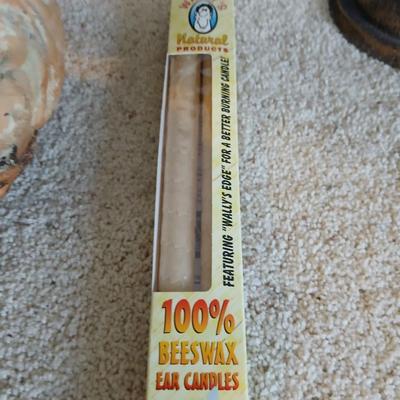 Natural
PRODUCTS
FEATURING "WALLY'S EDGE" FOR A BETTER BURNING CANDLE!
100%
BEESWAX
EAR CANDLES